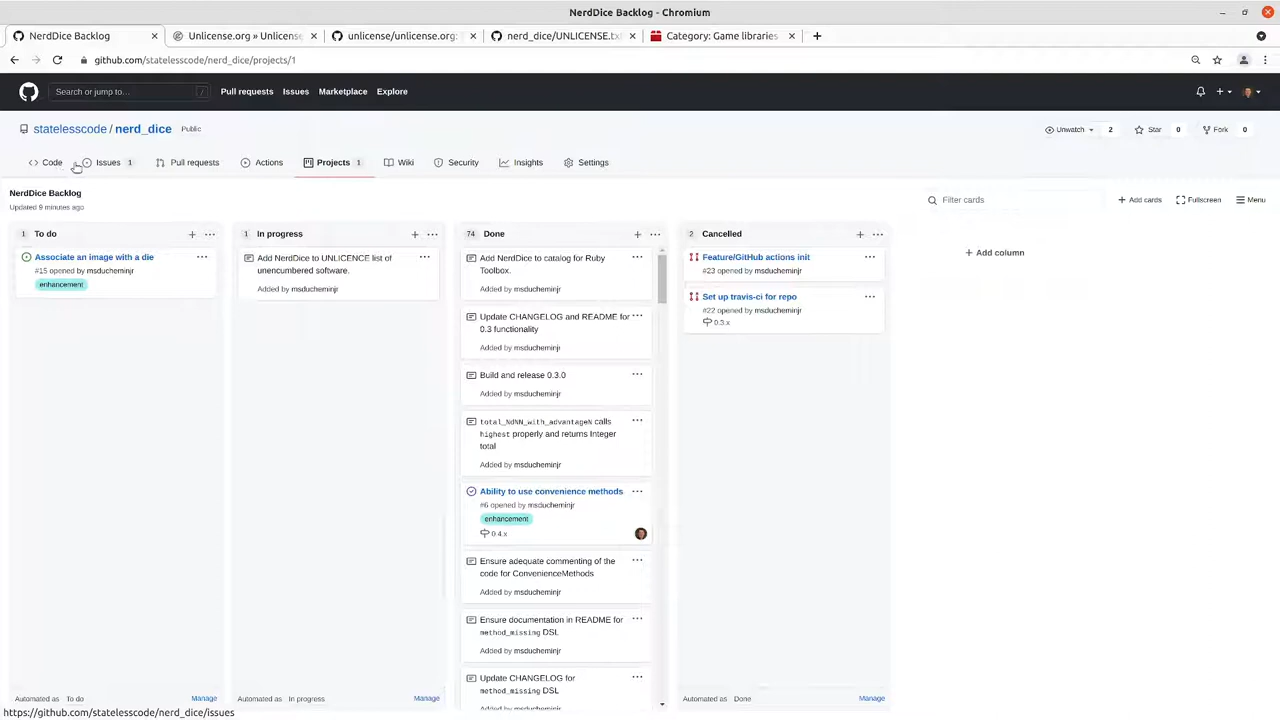 NerdDice Backlog - Chromium
NerdDice Backlog
Unlicense.org » Unlicense
unlicense/unlicense.org:
nerd_dice/UNLICENSE.txt
Category: Game libraries
github.com/statelesscode/nerd_dice/projects/1
Search or jump to…
/
Pull requests
Issues
Marketplace
Explore
statelesscode / nerd_dice
Public
Unwatch
2
Star
0
Fork
0
Code
Issues
1
Pull requests
Actions
Projects
1
Wiki
Security
Insights
Settings
NerdDice Backlog
Updated 9 minutes ago
Filter cards
Add cards
Fullscreen
Menu
1 To do
Associate an image with a die
#15 opened by msducheminjr
enhancement
Automated as To do
Manage
1 In progress
Add NerdDice to UNLICENCE list of
unencumbered software.
Added by msducheminjr
Automated as In progress
Manage
74 Done
Add NerdDice to catalog for Ruby
Toolbox.
Added by msducheminjr
Update CHANGELOG and README for
0.3 functionality
Added by msducheminjr
Build and release 0.3.0
Added by msducheminjr
total_NdNN_with_advantageN calls
highest properly and returns Integer
total
Added by msducheminjr
Ability to use convenience methods
#6 opened by msducheminjr
enhancement
0.4.x
Ensure adequate commenting of the
code for ConvenienceMethods
Added by msducheminjr
Ensure documentation in README for
method_missing DSL
Added by msducheminjr
Update CHANGELOG for
method_missing DSL
Added by msducheminjr
2 Cancelled
Feature/GitHub actions init
#23 opened by msducheminjr
Set up travis-ci for repo
#22 opened by msducheminjr
0.3.x
Automated as Done
Manage
Add column
https://github.com/statelesscode/nerd_dice/issues